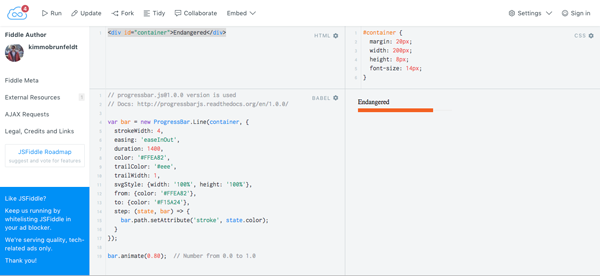 4
Run
Update
Fork
Tidy
Collaborate
Embed
Settings
Sign in
Fiddle Author
kimmobrunfeldt
Fiddle Meta
External Resources 1
AJAX Requests
Legal, Credits and Links
JSFiddle Roadmap
suggest and vote for features
Like JSFiddle?
Keep us running by
whitelisting JSFiddle in
your ad blocker.
We're serving quality, tech-
related ads only.
Thank you!
1 <div id="container">Endangered</div>
HTML
1 // progressbar.js@1.0.0 version is used
2 // Docs: http://progressbarjs.readthedocs.org/en/1.0.0/
3
4 var bar = new ProgressBar.Line(container, {
5 strokeWidth: 4,
6 easing: 'easeInOut',
7 duration: 1400,
8 color: '#FFEA82',
9 trailColor: '#eee',
10 trailWidth: 1,
11 svgStyle: {width: '100%', height: '100%'},
12 from: {color: '#FFEA82'},
13 to: {color: '#F15A24'},
14 step: (state, bar) => {
15 bar.path.setAttribute('stroke', state.color);
16 }
17 });
18
19 bar.animate(0.80); // Number from 0.0 to 1.0
BABEL
1 #container {
2 margin: 20px;
3 width: 200px;
4 height: 8px;
5 font-size: 14px;
6 }
CSS
Endangered